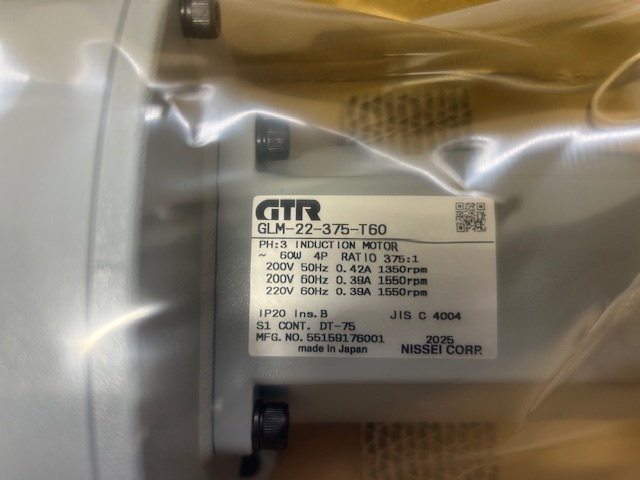 GTR
GLM-22-375-T60
PH:3 INDUCTION MOTOR
~ 60W 4P RATIO 375:1
200V 50Hz 0.42A 1350rpm
200V 60Hz 0.39A 1550rpm
220V 60Hz 0.39A 1550rpm
IP20 Ins.B JIS C 4004
S1 CONT. DT-75
MFG.NO.55159176001 2025
made in Japan NISSEI CORP.